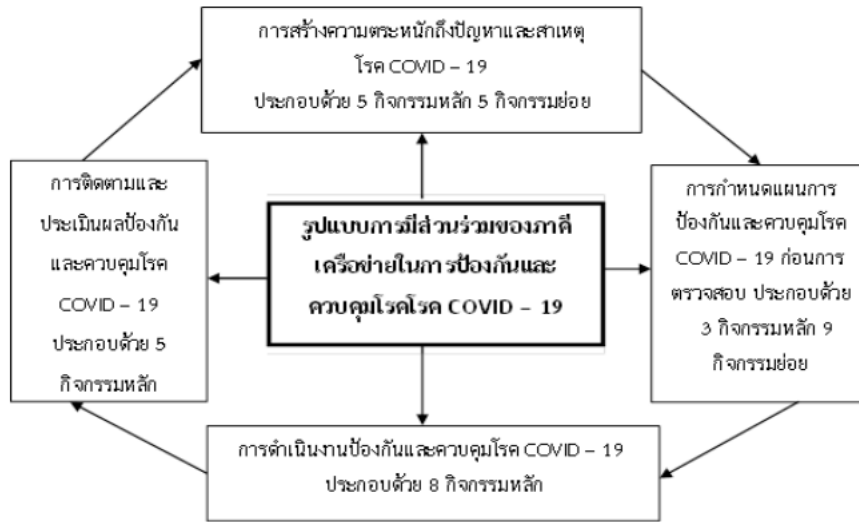 การสร้างความตระหนักถึงปัญหาและสาเหตุ
โรค COVID – 19
ประกอบด้วย 5 กิจกรรมหลัก 5 กิจกรรมย่อย
การติดตามและ
ประเมินผลป้องกัน
และควบคุมโรค
COVID – 19
ประกอบด้วย 5
กิจกรรมหลัก
รูปแบบการมีส่วนร่วมของภาคี
เครือข่ายในการป้องกันและ
ควบคุมโรคโรค COVID – 19
การกำหนดแผนการ
ป้องกันและควบคุมโรค
COVID – 19 ก่อนการ
ตรวจสอบ ประกอบด้วย
3 กิจกรรมหลัก 9
กิจกรรมย่อย
การดำเนินงานป้องกันและควบคุมโรค COVID – 19
ประกอบด้วย 8 กิจกรรมหลัก